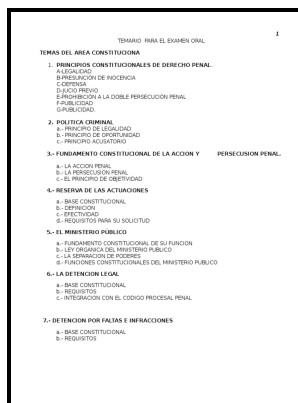 1
TEMARIO PARA EL EXAMEN ORAL
TEMAS DEL AREA CONSTITUCIONA
1. PRINCIPIOS CONSTITUCIONALES DE DERECHO PENAL.
A-LEGALIDAD
B-PRESUNCIÓN DE INOCENCIA
C-DEFENSA
D-JUCIO PREVIO
E-PROHIBICIÓN A LA DOBLE PERSECUCIÓN PENAL
F-PUBLICIDAD
G-PUBLICIDAD.
2. POLITICA CRIMINAL
a.- PRINCIPIO DE LEGALIDAD
b.- PRINCIPIO DE OPORTUNIDAD
c.- PRINCIPIO ACUSATORIO
3.- FUNDAMENTO CONSTITUCIONAL DE LA ACCION Y PERSECUSION PENAL.
a.- LA ACCION PENAL
b.- LA PERSECUSION PENAL
c.- EL PRINCIPIO DE OBJETIVIDAD
4.- RESERVA DE LAS ACTUACIONES
a.- BASE CONSTITUCIONAL
b.- DEFINICION
c.- EFECTIVIDAD
d.- REQUISITOS PARA SU SOLICITUD
5.- EL MINISTERIO PÚBLICO
a.- FUNDAMENTO CONSTITUCIONAL DE SU FUNCION
b.- LEY ORGANICA DEL MINISTERIO PUBLICO
c.- LA SEPARACION DE PODERES
d.- FUNCIONES CONSTITUCIONALES DEL MINISTERIO PUBLICO
6.- LA DETENCION LEGAL
a.- BASE CONSTITUCIONAL
b.- REQUISITOS
c.- INTEGRACION CON EL CODIGO PROCESAL PENAL
7.- DETENCION POR FALTAS E INFRACCIONES
a.- BASE CONSTITUCIONAL
b.- REQUISITOS